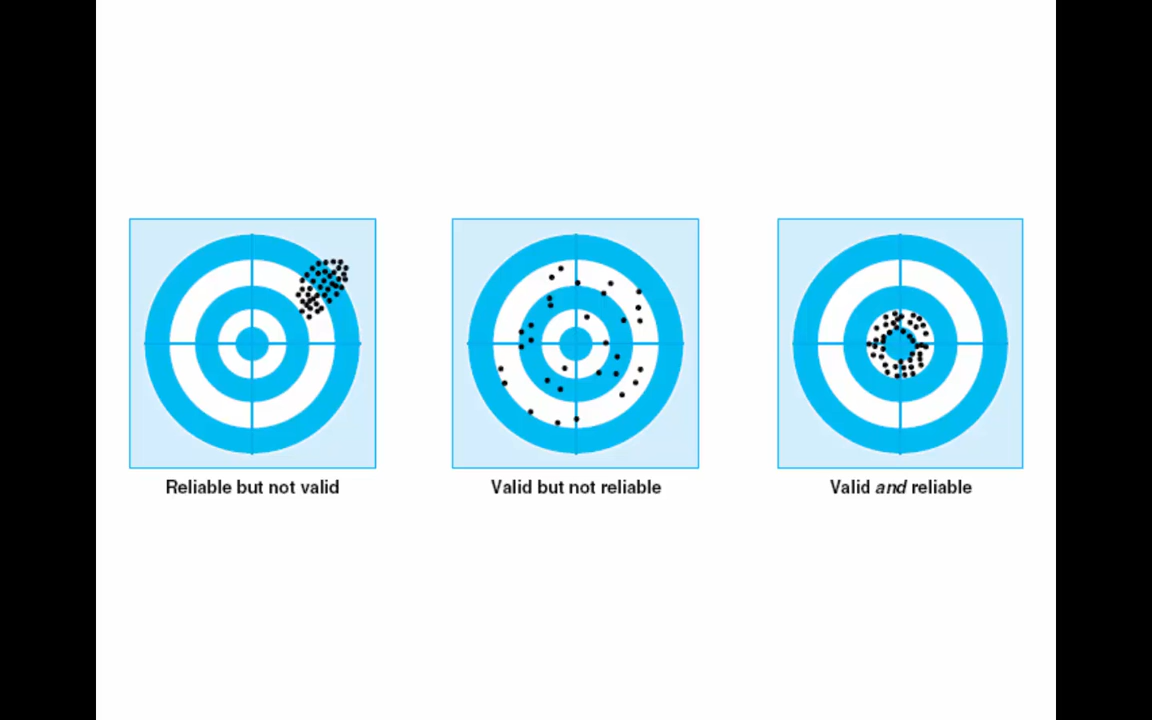 Reliable but not valid
Valid but not reliable
Valid and reliable